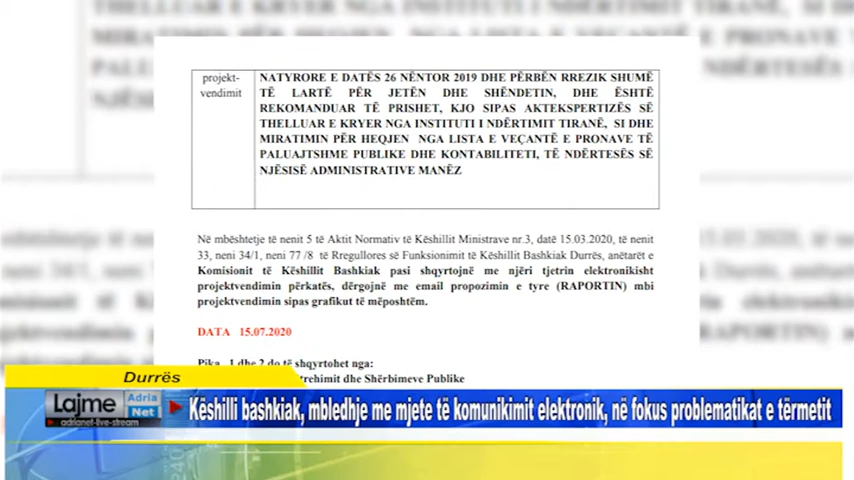 projekt-
vendimit
NATYRORE E DATËS 26 NËNTOR 2019 DHE PËRBËN RREZIK SHUMË
TË LARTË PËR JETËN DHE SHËNDETIN, DHE ËSHTË
REKOMANDUAR TË PRISHET, KJO SIPAS AKTEKSPERTIZËS SË
THELLUAR E KRYER NGA INSTITUTI I NDËRTIMIT TIRANË, SI DHE
MIRATIMIN PËR HEQJEN NGA LISTA E VEÇANTË E PRONAVE TË
PALUAJTSHME PUBLIKE DHE KONTABILITETI, TË NDËRTESËS SË
NJËSISË ADMINISTRATIVE MANËZ
Në mbështetje të nenit 5 të Aktit Normativ të Këshillit Ministrave nr.3, datë 15.03.2020, të nenit
33, neni 34/1, neni 77 /8 të Rregullores së Funksionimit të Këshillit Bashkiak Durrës, anëtarët e
Komisionit të Këshillit Bashkiak pasi shqyrtojnë me njëri tjetrin elektronikisht
projektvendimin përkatës, dërgojnë me email propozimin e tyre (RAPORTIN) mbi
projektvendimin sipas grafikut të mëposhtëm.
DATA 15.07.2020
Pika 1 dhe 2 do të shqyrtohet nga:
trehimit dhe Shërbimeve Publike
Durrës
Lajme
Adria
Net
adrianet-live-stream
Këshilli bashkiak, mbledhje me mjete të komunikimit elektronik, në fokus problematikat e tërmetit